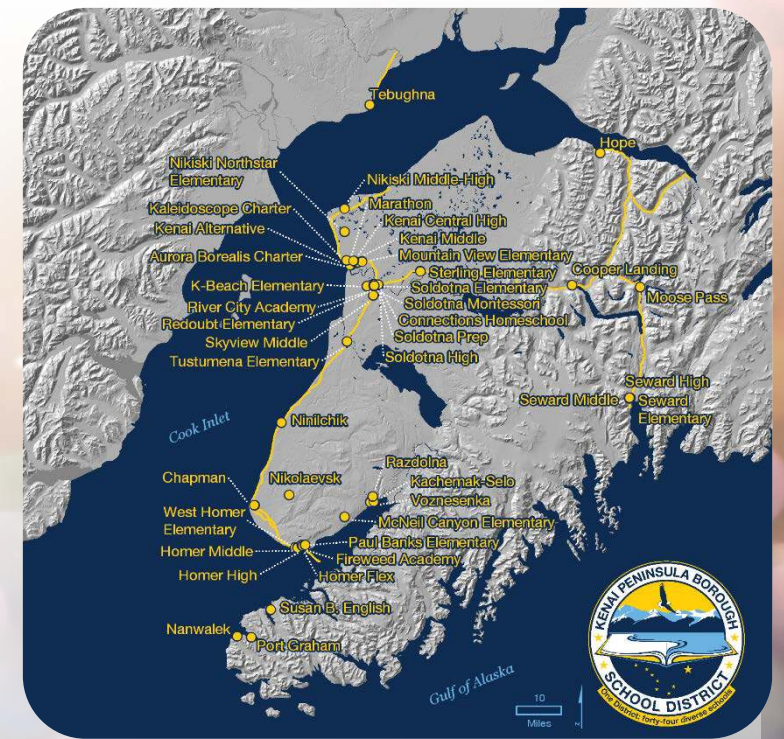 Tebughna
Hope
Nikiski Northstar
Elementary
Nikiski Middle-High
Kaleidoscope Charter
Marathon
Kenai Alternative
Kenai Central High
Kenai Middle
Aurora Borealis Charter
Mountain View Elementary
Sterling Elementary
Cooper Landing
K-Beach Elementary
Soldotna Elementary
Moose Pass
River City Academy
Soldotna Montessori
Redoubt Elementary
Connections Homeschool
Skyview Middle
Soldotna Prep
Tustumena Elementary
Soldotna High
Seward High
Seward Middle
Seward
Elementary
Cook Inlet
Ninilchik
Razdolna
Chapman
Nikolaevsk
Kachemak-Selo
Voznesenka
West Homer
Elementary
McNeil Canyon Elementary
Homer Middle
Paul Banks Elementary
Fireweed Academy
Homer High
Homer Flex
Susan B. English
Nanwalek
Port Graham
Gulf of Alaska
10
Miles
z
KENAI PENINSULA BOROUGH
SCHOOL DISTRICT
One District: forty-four diverse schools